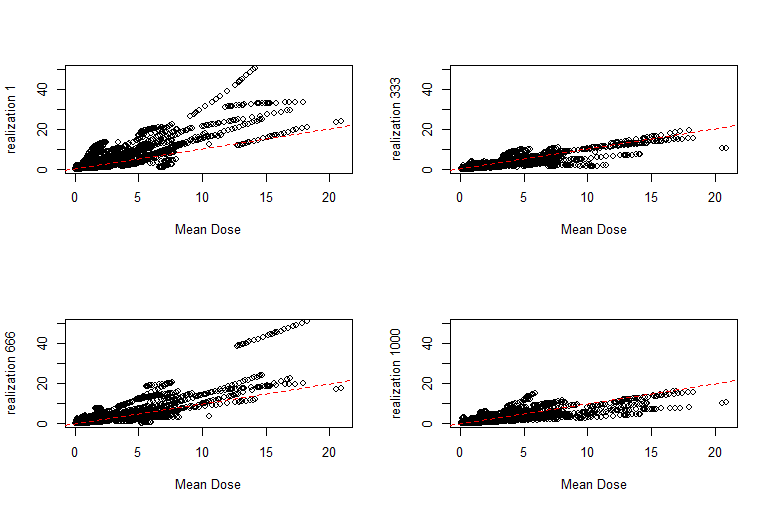 realization 1
40
20
0
0 5 10 15 20
Mean Dose
realization 333
40
20
0
0 5 10 15 20
Mean Dose
realization 666
40
20
0
0 5 10 15 20
Mean Dose
realization 1000
40
20
0
0 5 10 15 20
Mean Dose